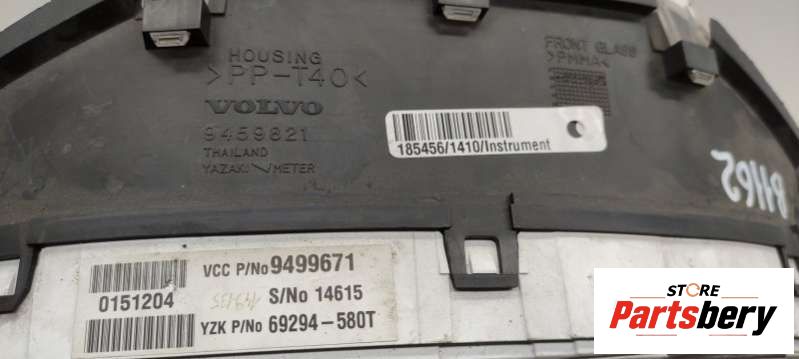 HOUSING
>PP-T40<
VOLVO
9459821
THAILAND
YAZAKI METER
FRONT GLASS
>PMMA<
185456/1410/Instrument
B1162
VCC P/No 9499671
0151204
S/No 14615
YZK P/No 69294-580T
STORE
Partsbery